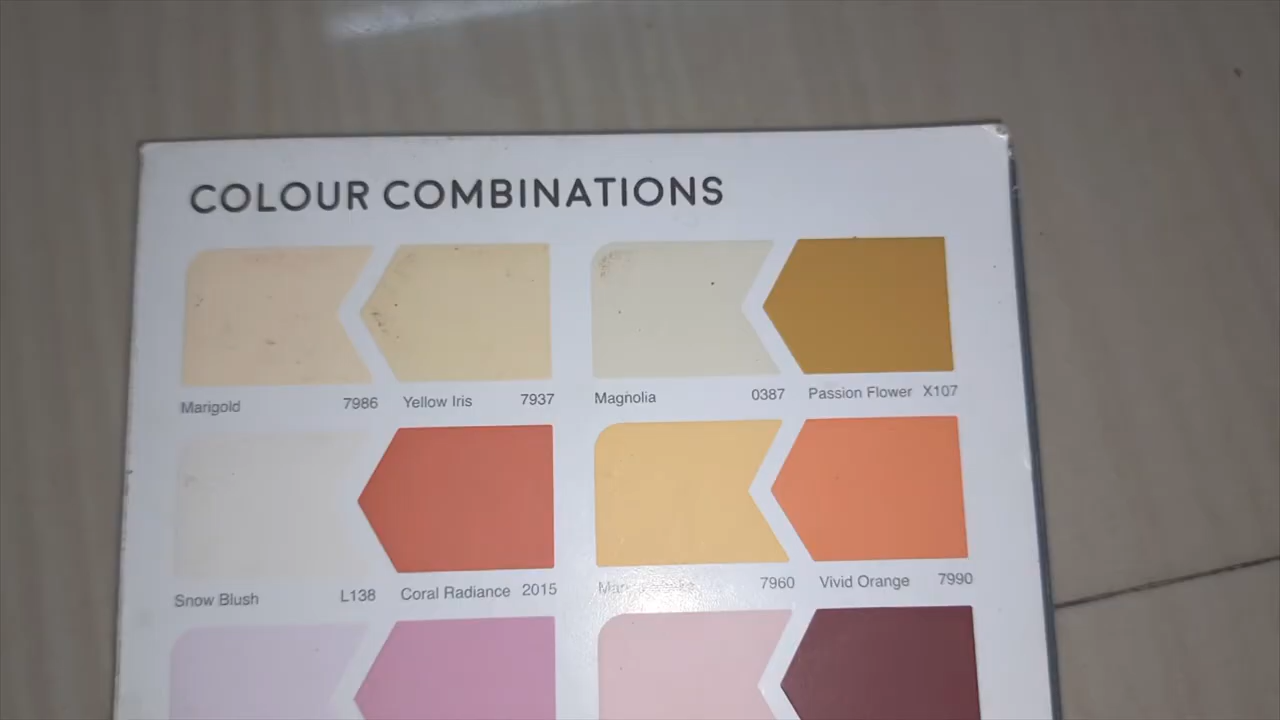 COLOUR COMBINATIONS
Marigold 7986 Yellow Iris 7937 Magnolia 0387 Passion Flower X107
Snow Blush L138 Coral Radiance 2015 7960 Vivid Orange 7990